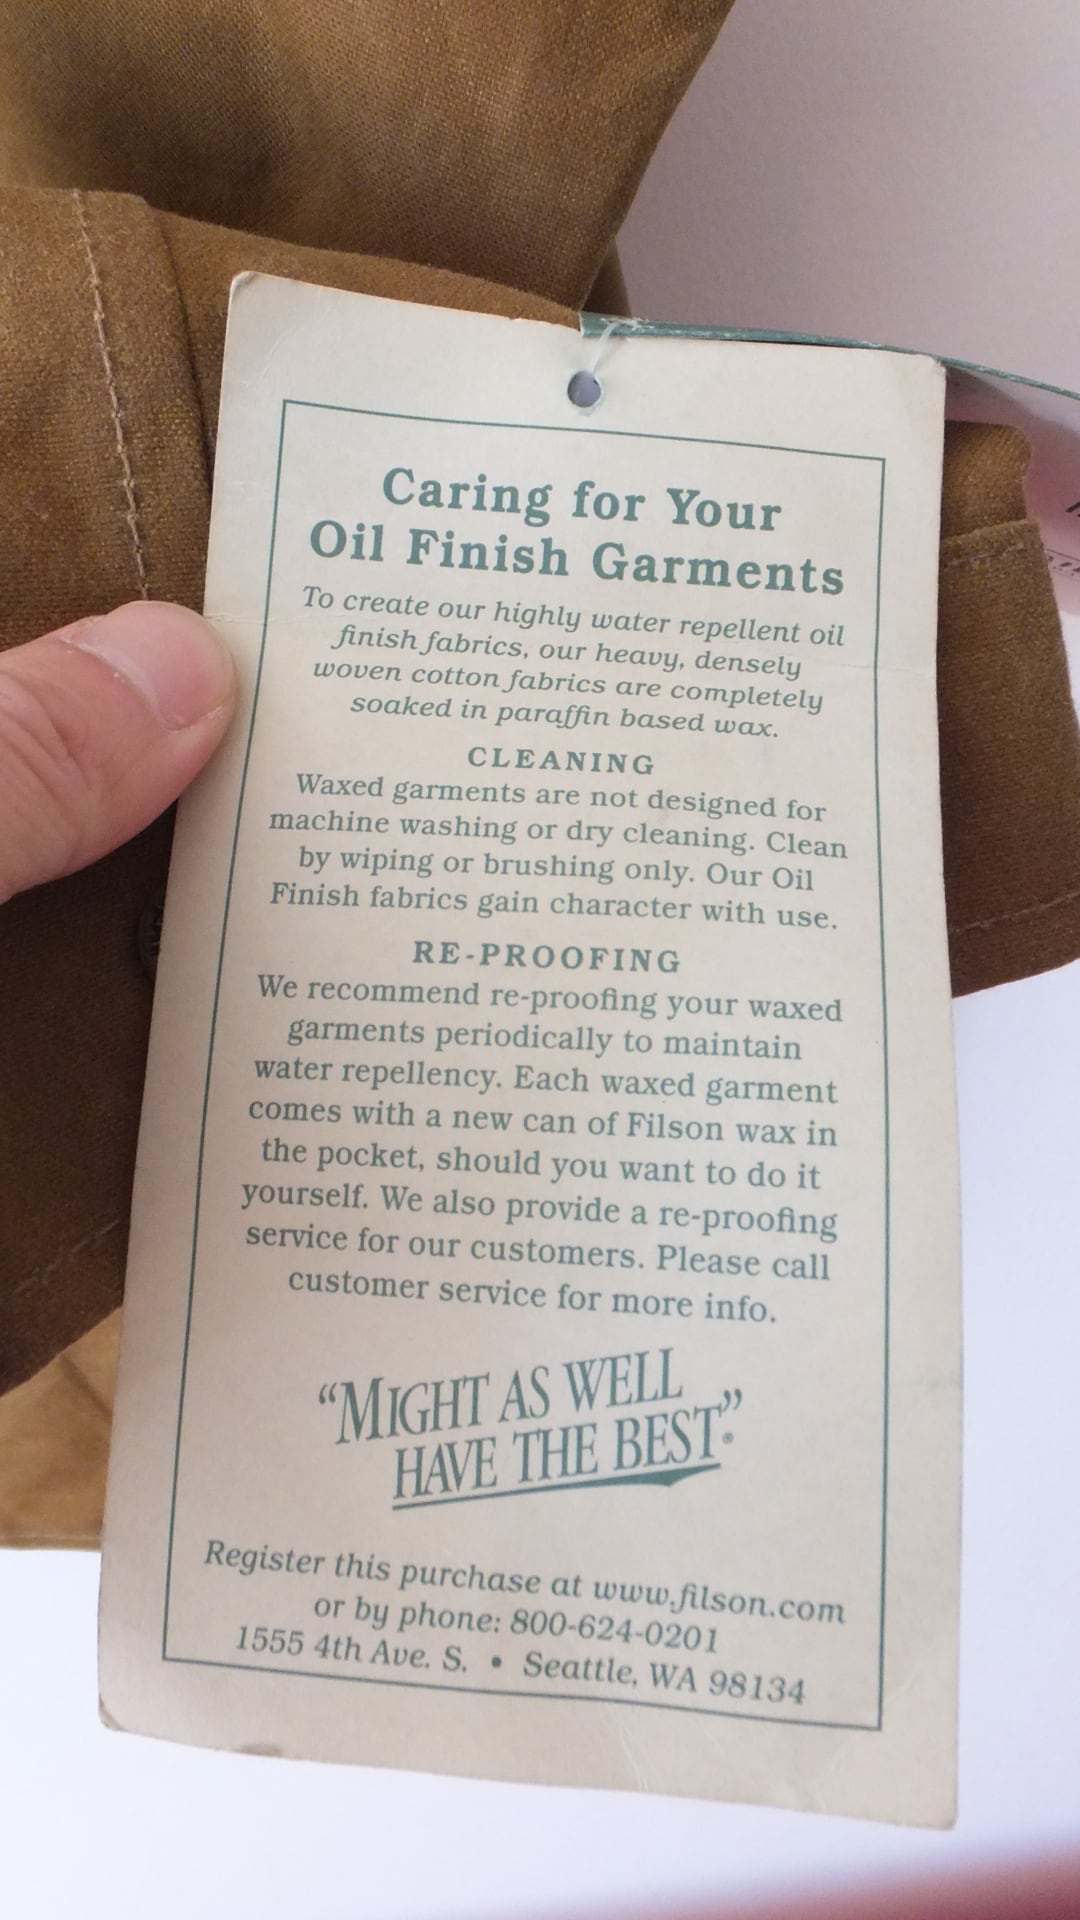 Caring for Your
Oil Finish Garments
To create our highly water repellent oil
finish fabrics, our heavy, densely
woven cotton fabrics are completely
soaked in paraffin based wax.
CLEANING
Waxed garments are not designed for
machine washing or dry cleaning. Clean
by wiping or brushing only. Our Oil
Finish fabrics gain character with use.
RE-PROOFING
We recommend re-proofing your waxed
garments periodically to maintain
water repellency. Each waxed garment
comes with a new can of Filson wax in
the pocket, should you want to do it
yourself. We also provide a re-proofing
service for our customers. Please call
customer service for more info.
“MIGHT AS WELL
HAVE THE BEST”®
Register this purchase at www.filson.com
or by phone: 800-624-0201
1555 4th Ave. S. • Seattle, WA 98134